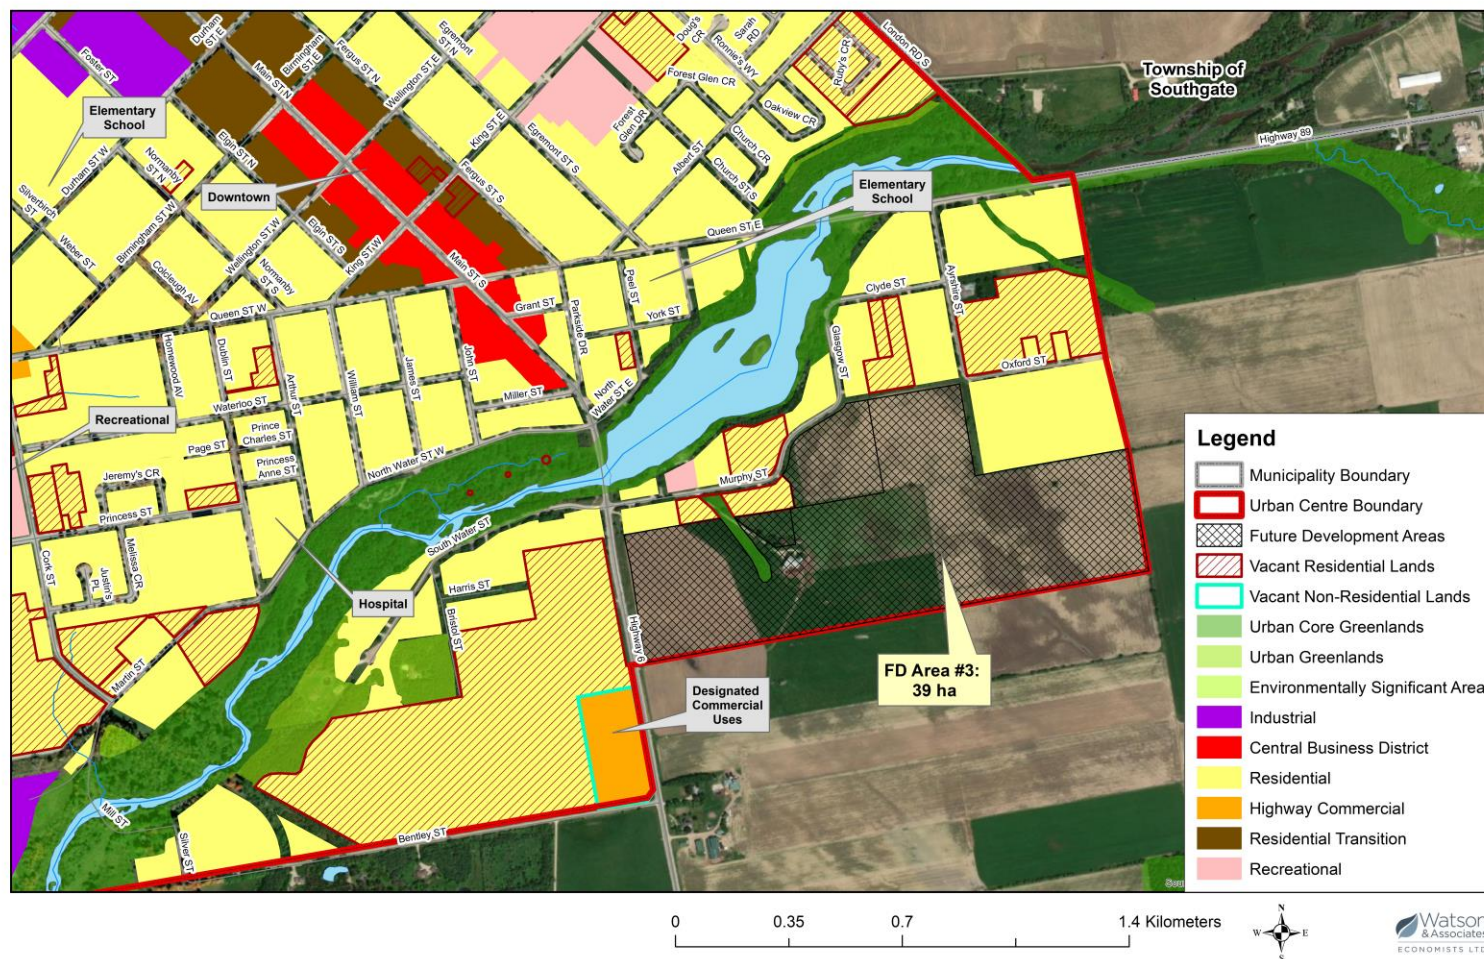 Foster ST
Durham
ST E
Main ST N
Birmingham
ST E
Fergus ST N
Egremont
ST N
Wellington ST E
Doug's
CR
Sarah
RD
Ronnie's WY
Forest Glen CR
Ruby's CR
London RD S
Township of
Southgate
Highway 89
Elementary
School
Durham ST W
Normanby
ST N
Elgin ST N
Silverbirch
ST
Weber ST
Birmingham ST W
Downtown
King ST E
Egremont ST S
Fergus ST S
Forest
Glen DR
Oakview CR
Church CR
Albert ST
Church ST S
Elementary
School
Colcleugh AV
Wellington ST W
Normanby
ST S
Elgin ST S
King ST W
Main ST S
Queen ST E
Queen ST W
Grant ST
Parkside DR
Peel ST
York ST
Clyde ST
Ayrshire ST
Glasgow ST
Oxford ST
Homewood AV
Dublin ST
Arthur ST
William ST
James ST
John ST
Miller ST
North
Water ST E
Waterloo ST
Recreational
Page ST
Prince
Charles ST
Princess
Anne ST
North Water ST W
Jeremy's CR
Princess ST
Murphy ST
South Water ST
Cork ST
Justin's
PL
Melissa CR
Hospital
Harris ST
Bristol ST
Highway 6
Martin ST
FD Area #3:
39 ha
Designated
Commercial
Uses
Mill ST
Silver ST
Bentley ST
Legend
Municipality Boundary
Urban Centre Boundary
Future Development Areas
Vacant Residential Lands
Vacant Non-Residential Lands
Urban Core Greenlands
Urban Greenlands
Environmentally Significant Area
Industrial
Central Business District
Residential
Highway Commercial
Residential Transition
Recreational
0 0.35 0.7 1.4 Kilometers
N
W E
S
Watson
& Associates
ECONOMISTS LTD